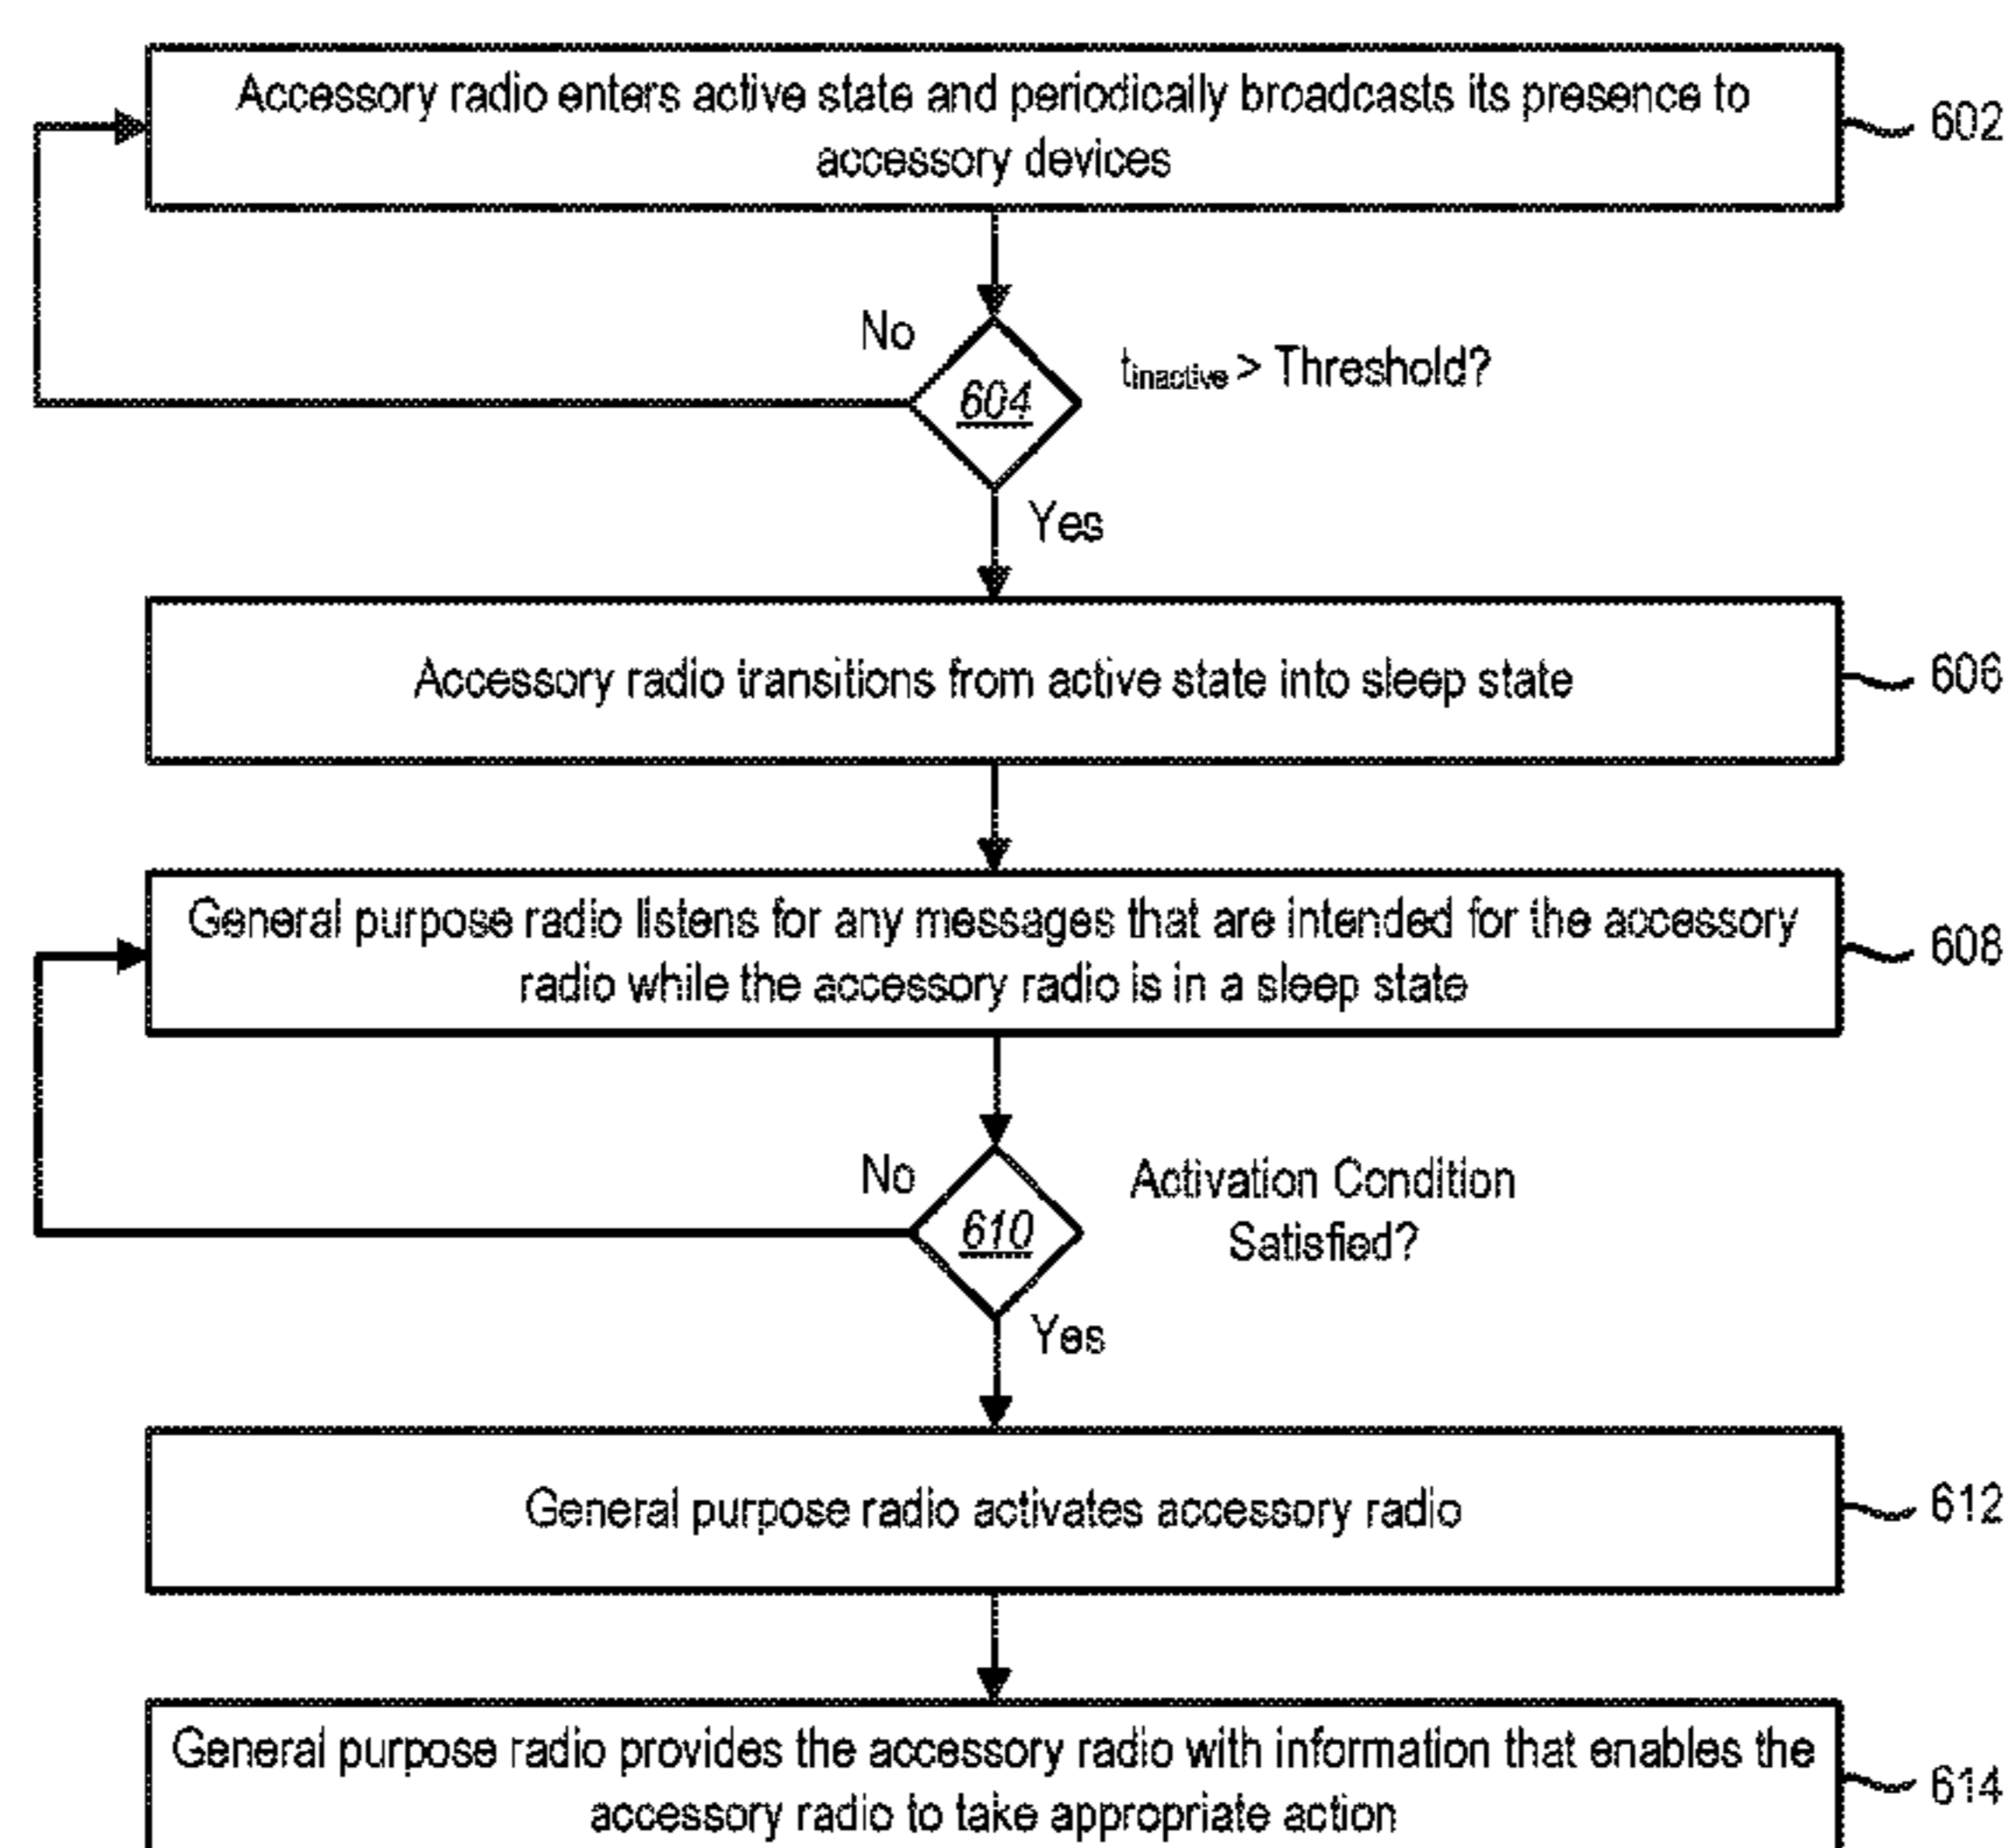 Accessory radio enters active state and periodically broadcasts its presence to
accessory devices
602
No
t_inactive > Threshold?
604
Yes
Accessory radio transitions from active state into sleep state
606
General purpose radio listens for any messages that are intended for the accessory
radio while the accessory radio is in a sleep state
608
No
Activation Condition
Satisfied?
610
Yes
General purpose radio activates accessory radio
612
General purpose radio provides the accessory radio with information that enables the
accessory radio to take appropriate action
614